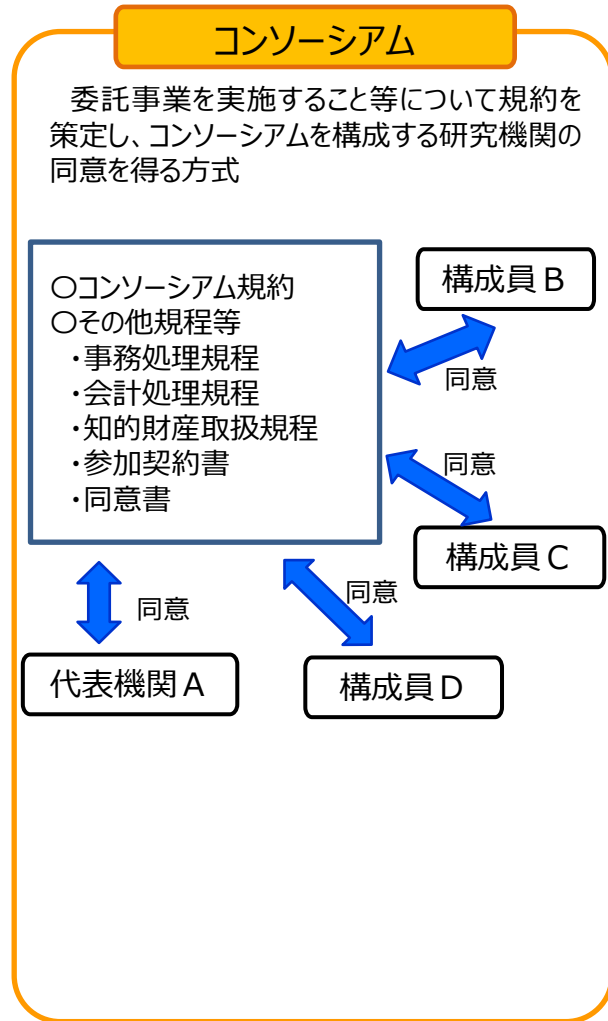 コンソーシアム
委託事業を実施すること等について規約を
策定し、コンソーシアムを構成する研究機関の
同意を得る方式
〇コンソーシアム規約
〇その他規程等
・事務処理規程
・会計処理規程
・知的財産取扱規程
・参加契約書
・同意書
構成員Ｂ
同意
同意
構成員Ｃ
同意
同意
代表機関Ａ
構成員Ｄ